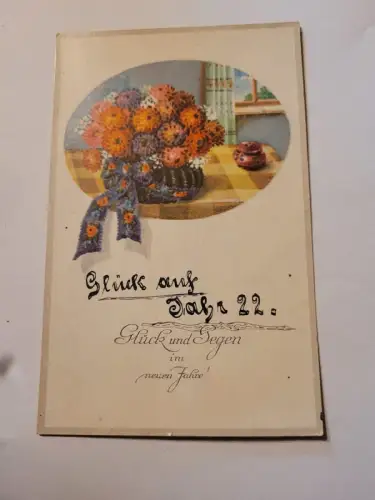 Glück auf
Jahr 22.
Glück und Segen
im
neuen Jahre!